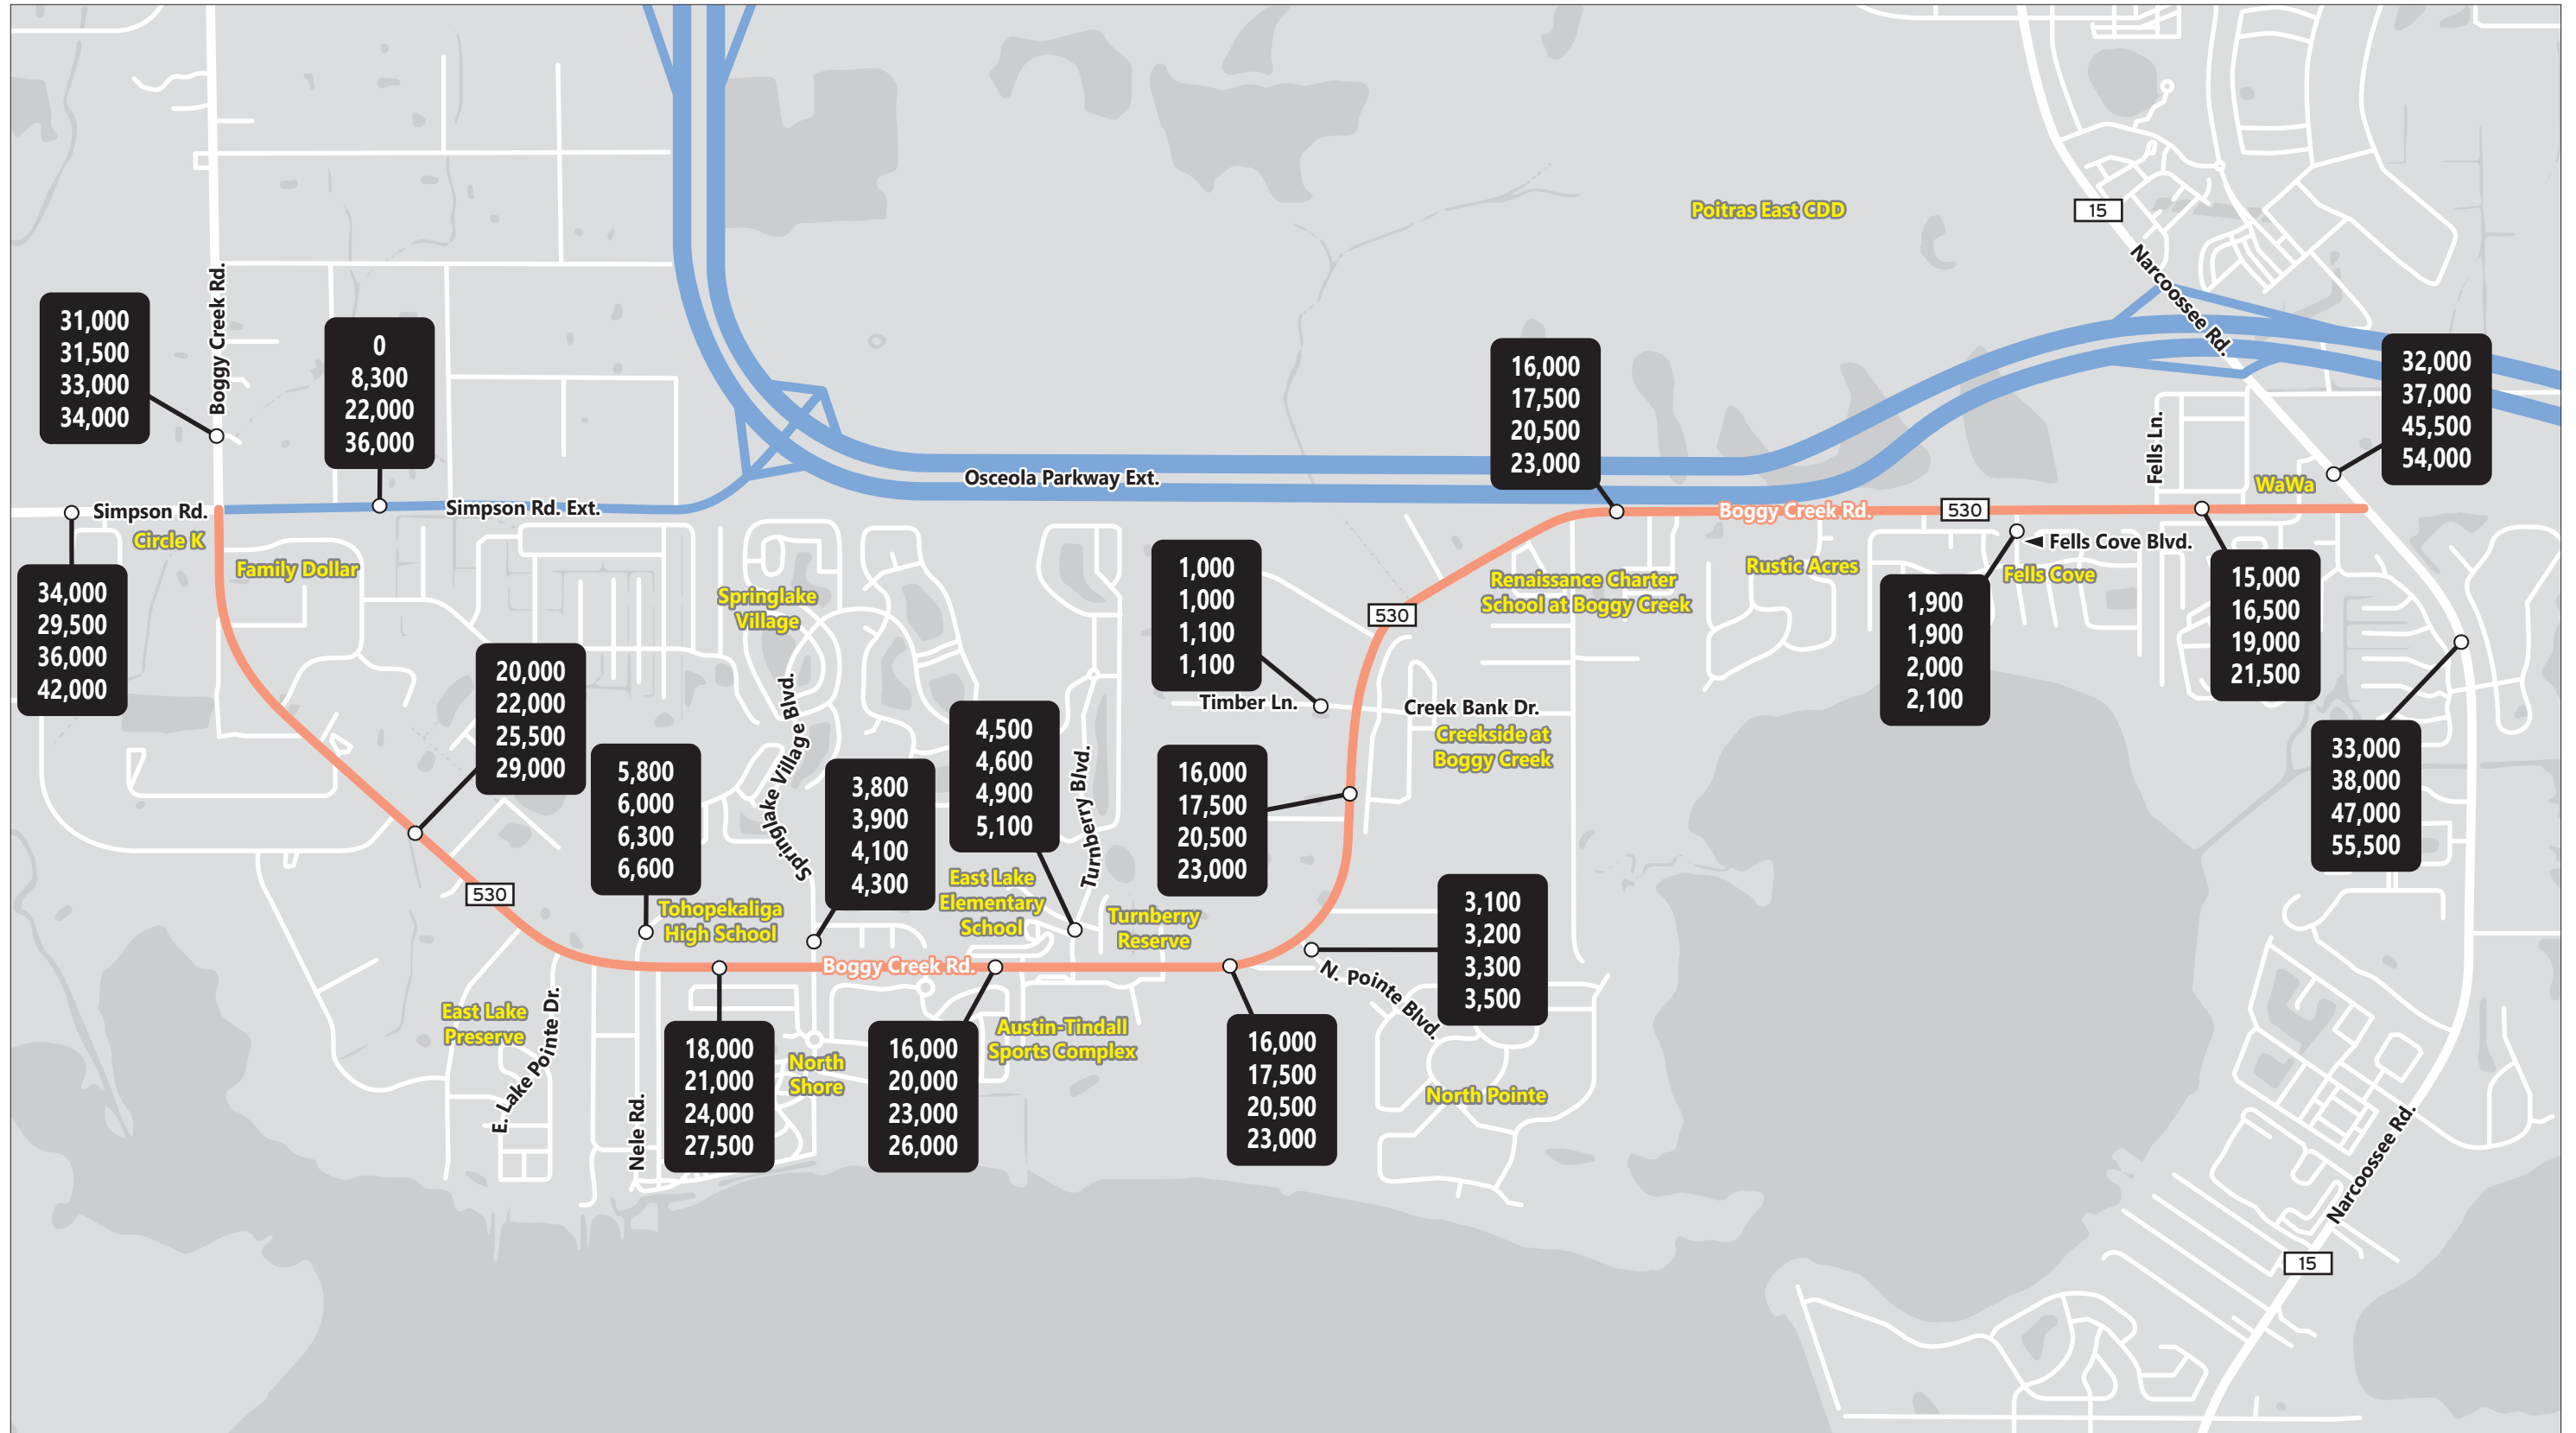 Poitras East CDD
15
Narcoossee Rd.
Boggy Creek Rd.
31,000
31,500
33,000
34,000
0
8,300
22,000
36,000
16,000
17,500
20,500
23,000
32,000
37,000
45,500
54,000
Fells Ln.
WaWa
Osceola Parkway Ext.
Simpson Rd.
Simpson Rd. Ext.
Boggy Creek Rd.
530
Circle K
Fells Cove Blvd.
Family Dollar
Rustic Acres
Fells Cove
34,000
29,500
36,000
42,000
Springlake
Village
1,000
1,000
1,100
1,100
530
Renaissance Charter
School at Boggy Creek
1,900
1,900
2,000
2,100
15,000
16,500
19,000
21,500
20,000
22,000
25,500
29,000
Timber Ln.
Creek Bank Dr.
Creekside at
Boggy Creek
Springlake Village Blvd.
4,500
4,600
4,900
5,100
Turnberry Blvd.
5,800
6,000
6,300
6,600
3,800
3,900
4,100
4,300
16,000
17,500
20,500
23,000
33,000
38,000
47,000
55,500
530
Tohopekaliga
High School
East Lake
Elementary
School
Turnberry
Reserve
3,100
3,200
3,300
3,500
Boggy Creek Rd.
N. Pointe Blvd.
East Lake
Preserve
E. Lake Pointe Dr.
Nele Rd.
18,000
21,000
24,000
27,500
North
Shore
16,000
20,000
23,000
26,000
Austin-Tindall
Sports Complex
16,000
17,500
20,500
23,000
North Pointe
Narcoossee Rd.
15